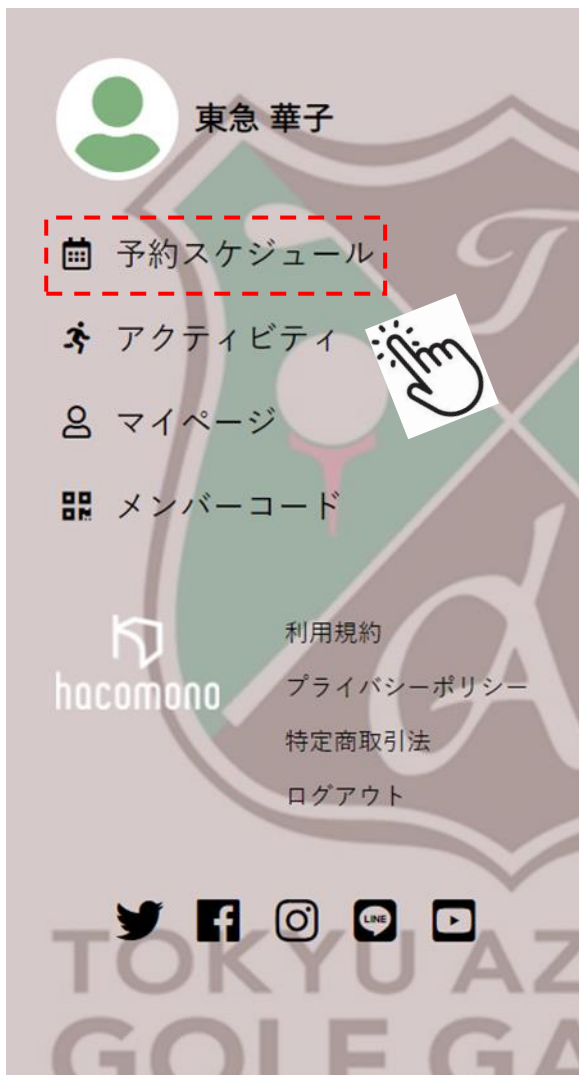 東急 華子
予約スケジュール
アクティビティ
マイページ
メンバーコード
hacomono
利用規約
プライバシーポリシー
特定商取引法
ログアウト
LINE
TOKYU AZ
GOLF GA